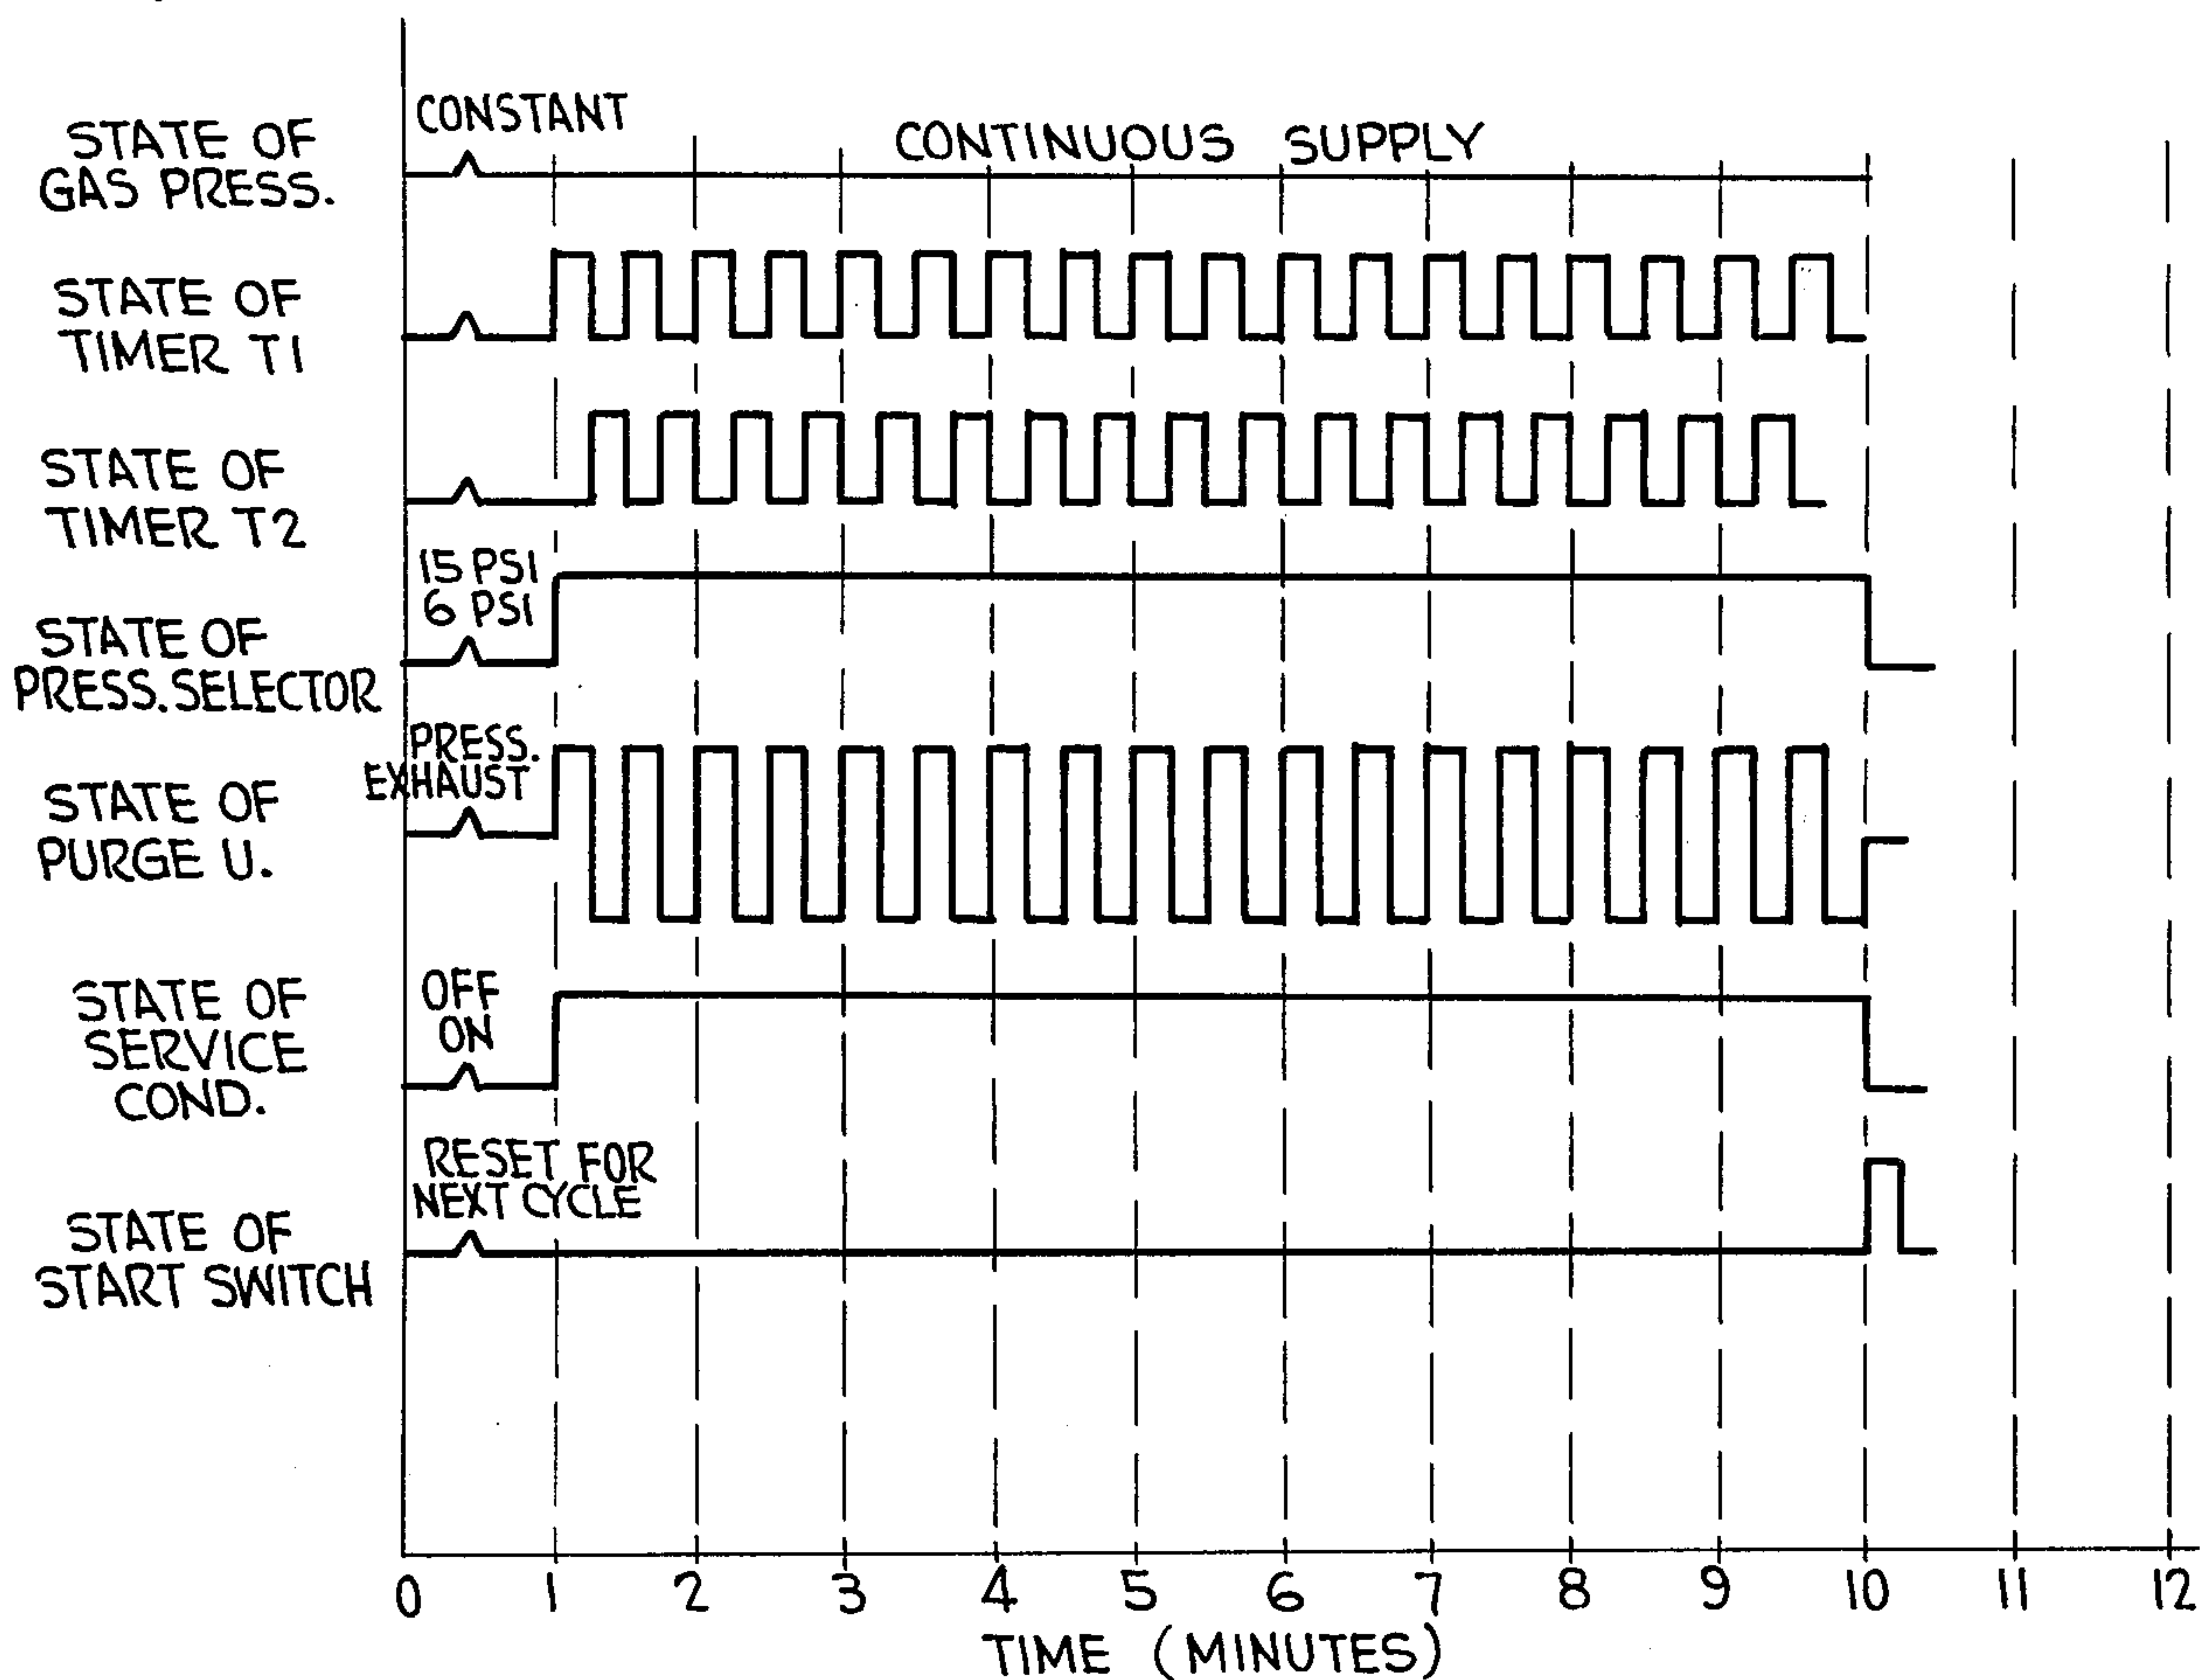 CONSTANT
CONTINUOUS SUPPLY
STATE OF
GAS PRESS.
STATE OF
TIMER T1
STATE OF
TIMER T2
15 PSI
6 PSI
STATE OF
PRESS. SELECTOR
PRESS.
EXHAUST
STATE OF
PURGE U.
OFF
ON
STATE OF
SERVICE
COND.
RESET FOR
NEXT CYCLE
STATE OF
START SWITCH
0 1 2 3 4 5 6 7 8 9 10 11 12
TIME (MINUTES)